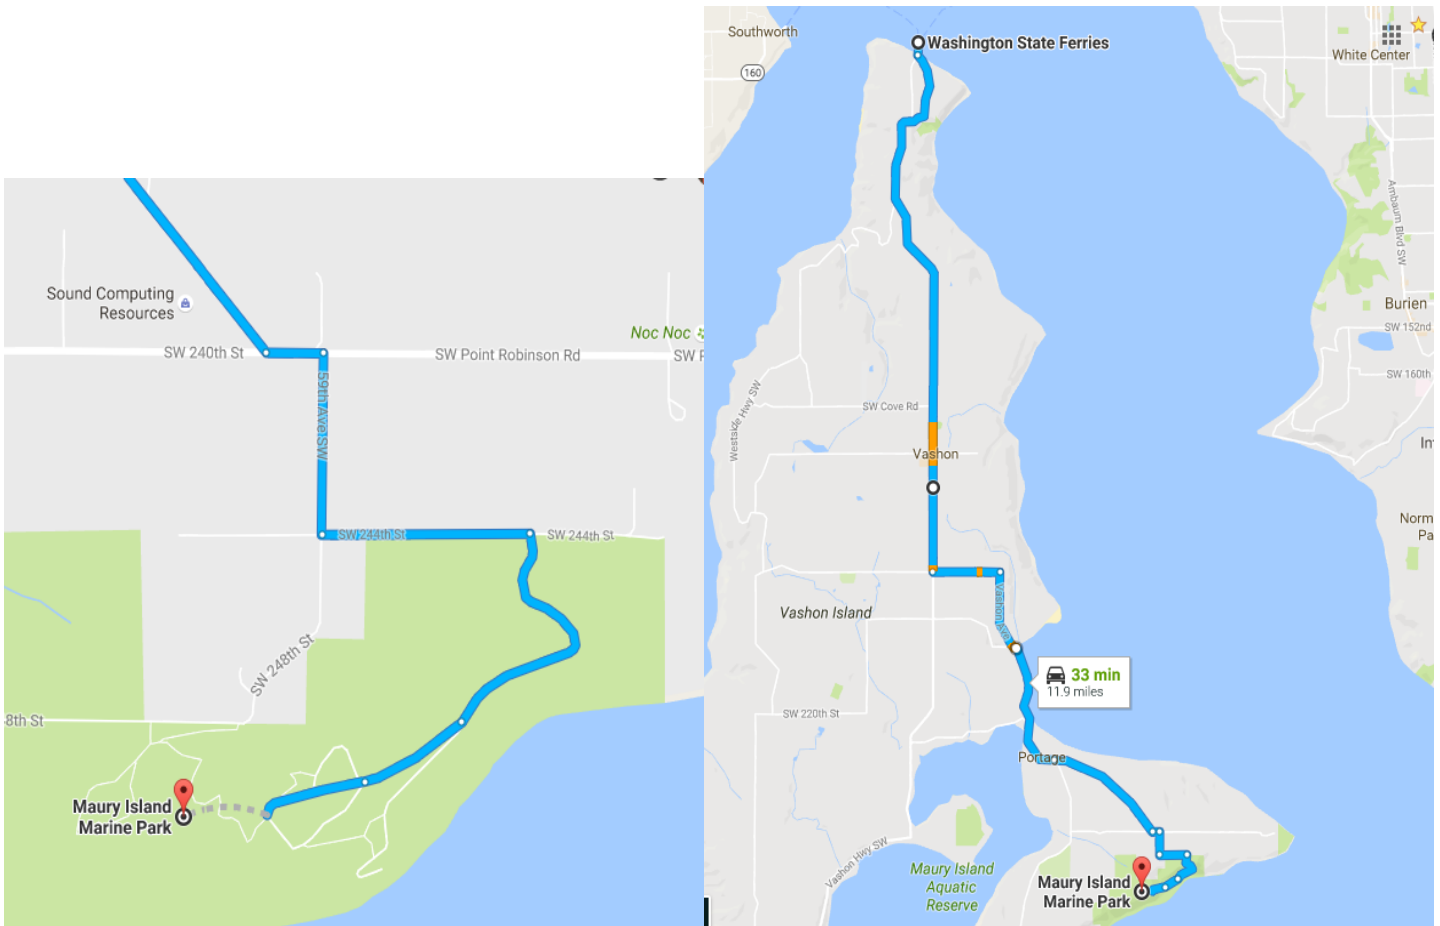 Sound Computing
Resources
Noc Noc
SW 240th St
SW Point Robinson Rd
59th Ave SW
SW 244th St
SW 244th St
SW 248th St
8th St
Maury Island
Marine Park
Southworth
160
Washington State Ferries
White Center
Ambaum Blvd SW
Burien
SW 152nd
SW 160th
SW Cove Rd
Westside Hwy SW
Vashon
Norm
Pa
Vashon Island
Vashon Ave
33 min
11.9 miles
SW 220th St
Portage
Vashon Hwy SW
Maury Island
Aquatic
Reserve
Maury Island
Marine Park